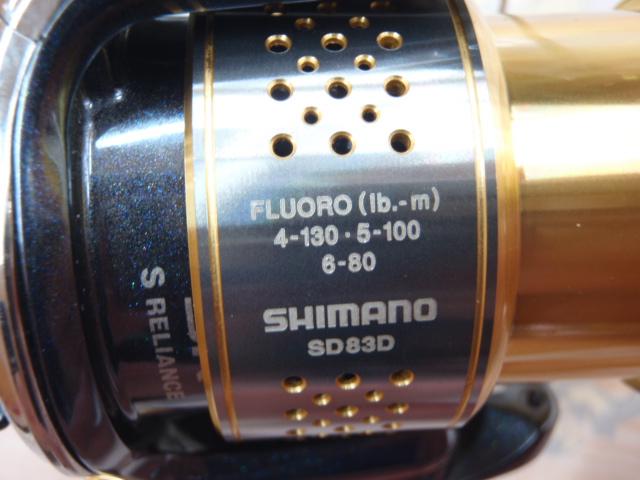 FLUORO (lb.-m)
4-130 · 5-100
6-80
SHIMANO
SD83D
S RELIANCE